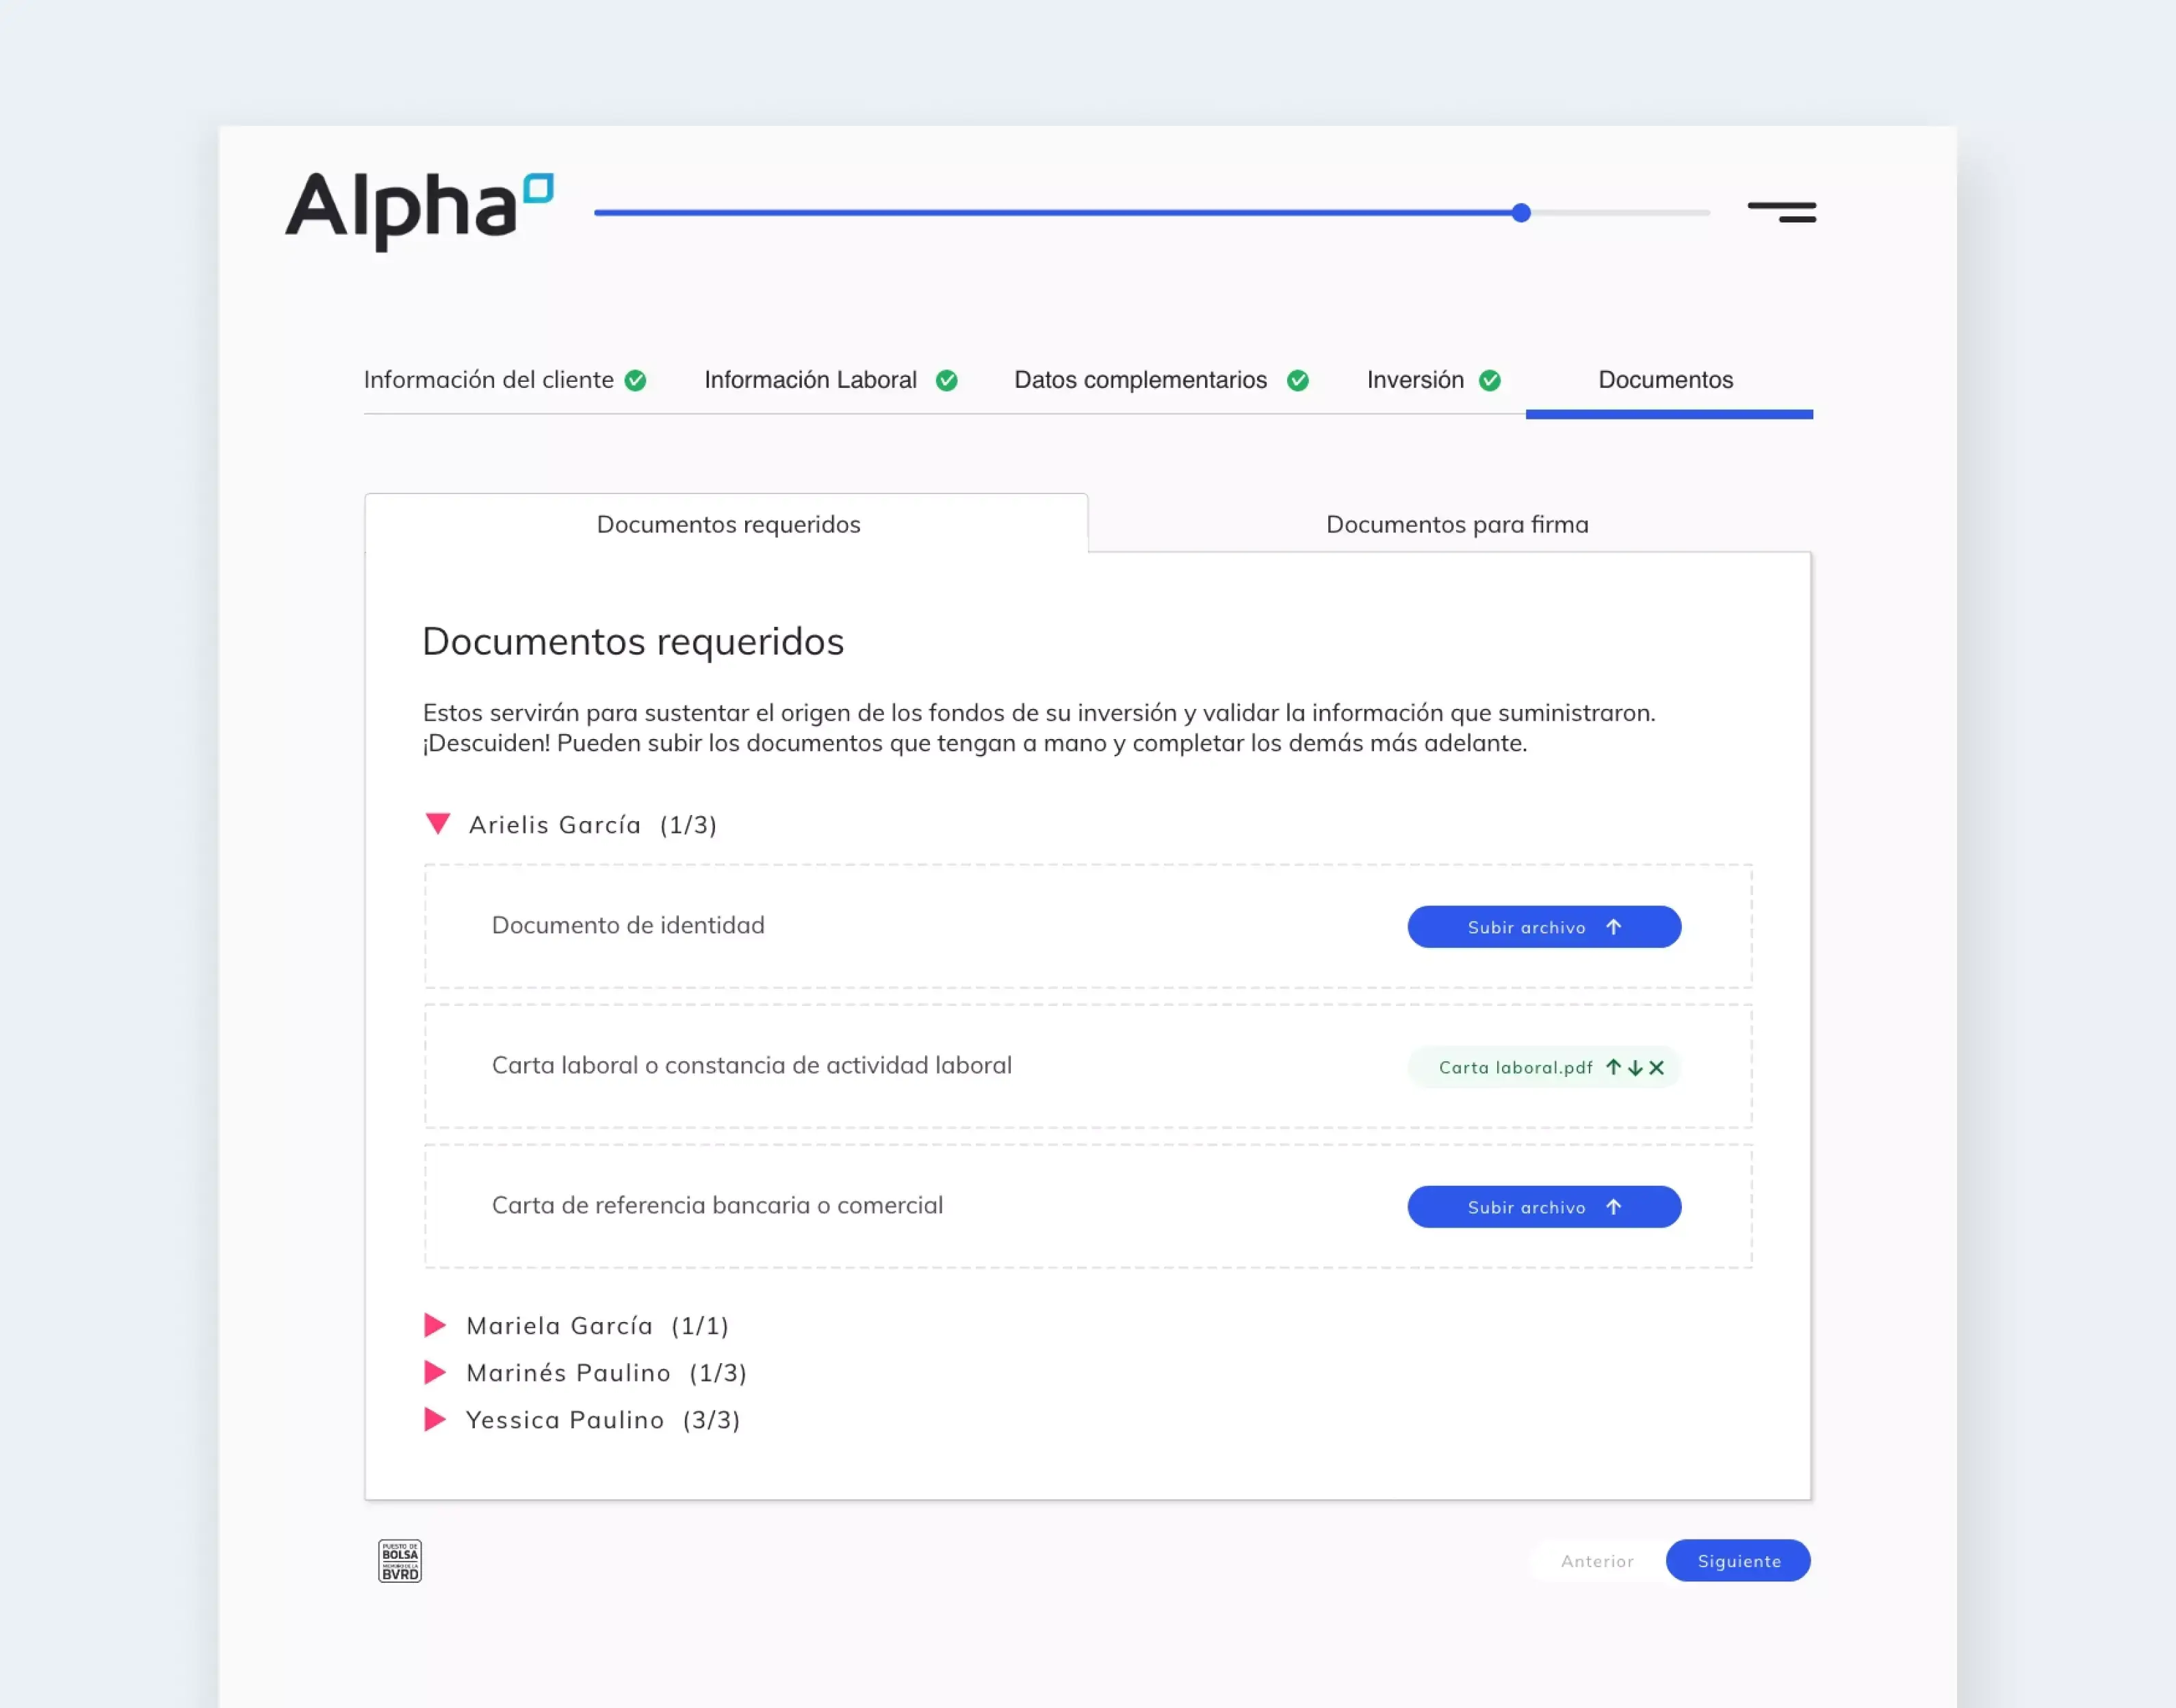 Alpha
Información del cliente
Información Laboral
Datos complementarios
Inversión
Documentos
Documentos requeridos
Documentos para firma
Documentos requeridos
Estos servirán para sustentar el origen de los fondos de su inversión y validar la información que suministraron.
¡Descuiden! Pueden subir los documentos que tengan a mano y completar los demás más adelante.
Arielis García (1/3)
Documento de identidad
Subir archivo
Carta laboral o constancia de actividad laboral
Carta laboral.pdf
Carta de referencia bancaria o comercial
Subir archivo
Mariela García (1/1)
Marinés Paulino (1/3)
Yessica Paulino (3/3)
PUESTO DE
BOLSA
MIEMBRO DE LA
BVRD
Anterior
Siguiente